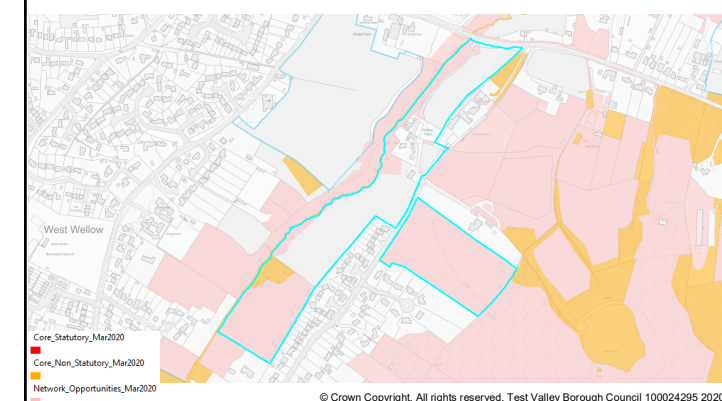 West Wellow
Core_Statutory_Mar2020
Core_Non_Statutory_Mar2020
Network_Opportunities_Mar2020
© Crown Copyright. All rights reserved. Test Valley Borough Council 100024295 2020